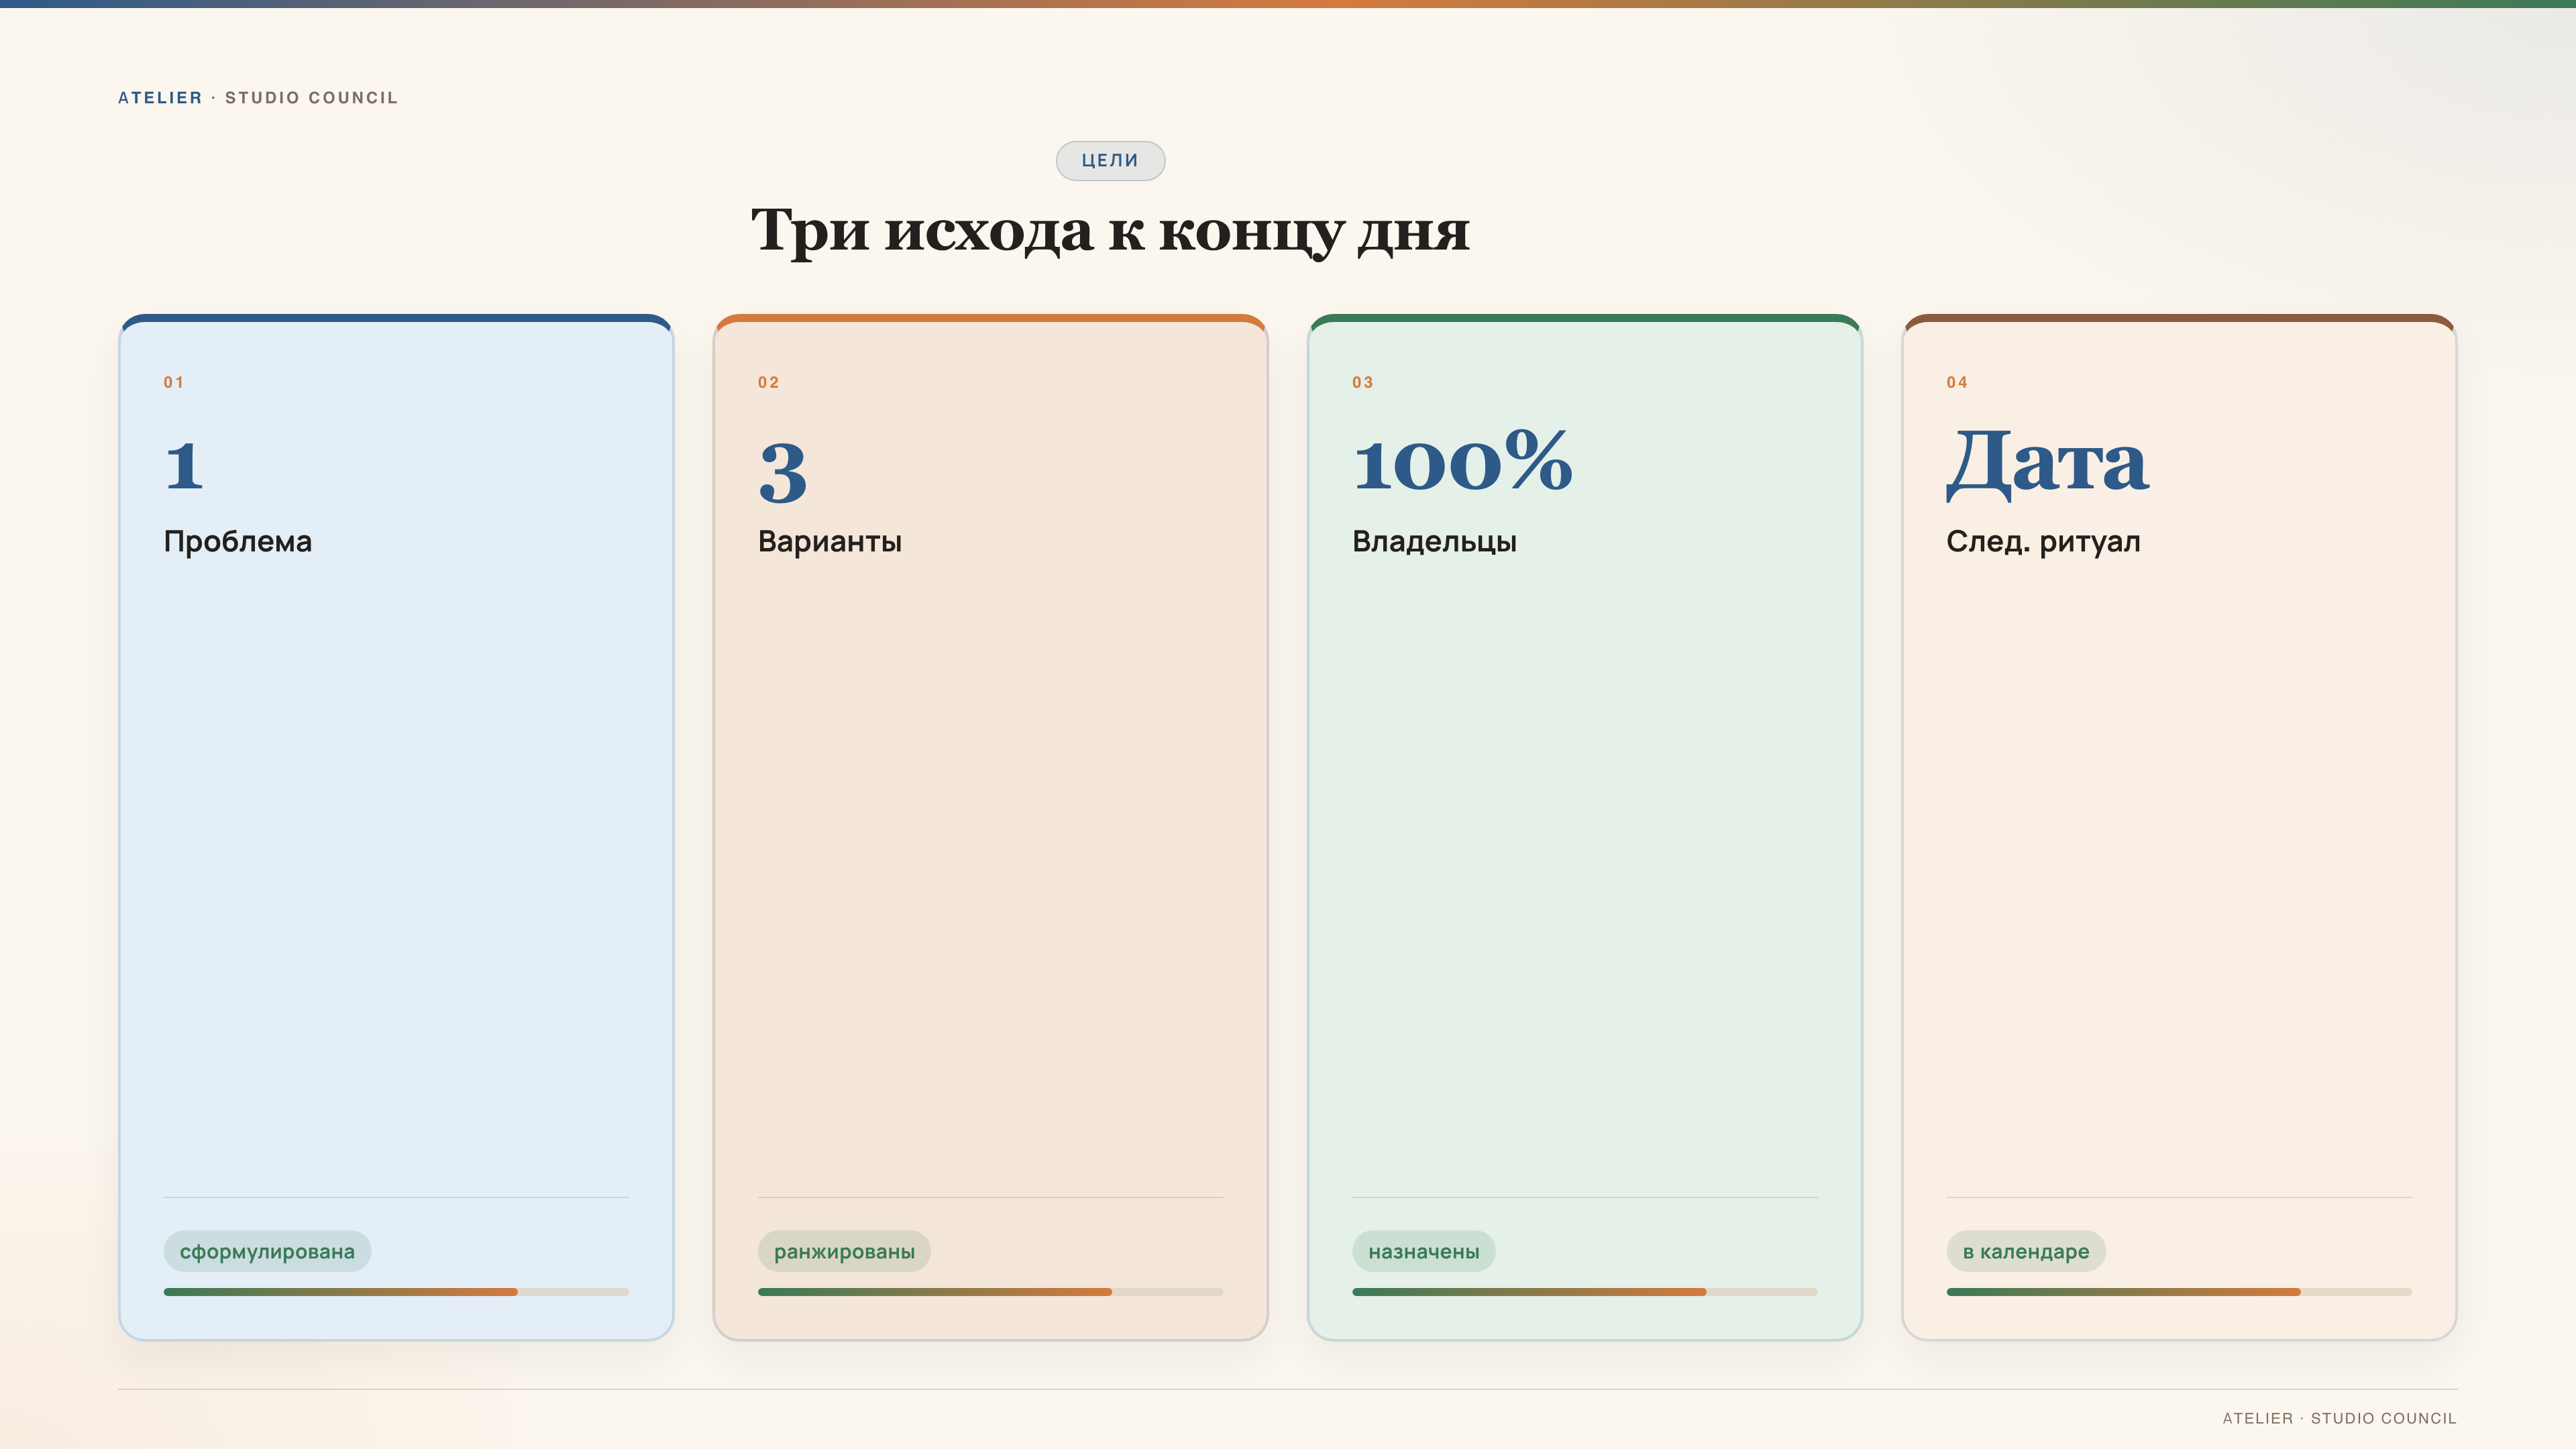 ATELIER · STUDIO COUNCIL
ЦЕЛИ
Три исхода к концу дня
01
1
Проблема
сформулирована
02
3
Варианты
ранжированы
03
100%
Владельцы
назначены
04
Дата
След. ритуал
в календаре
ATELIER · STUDIO COUNCIL